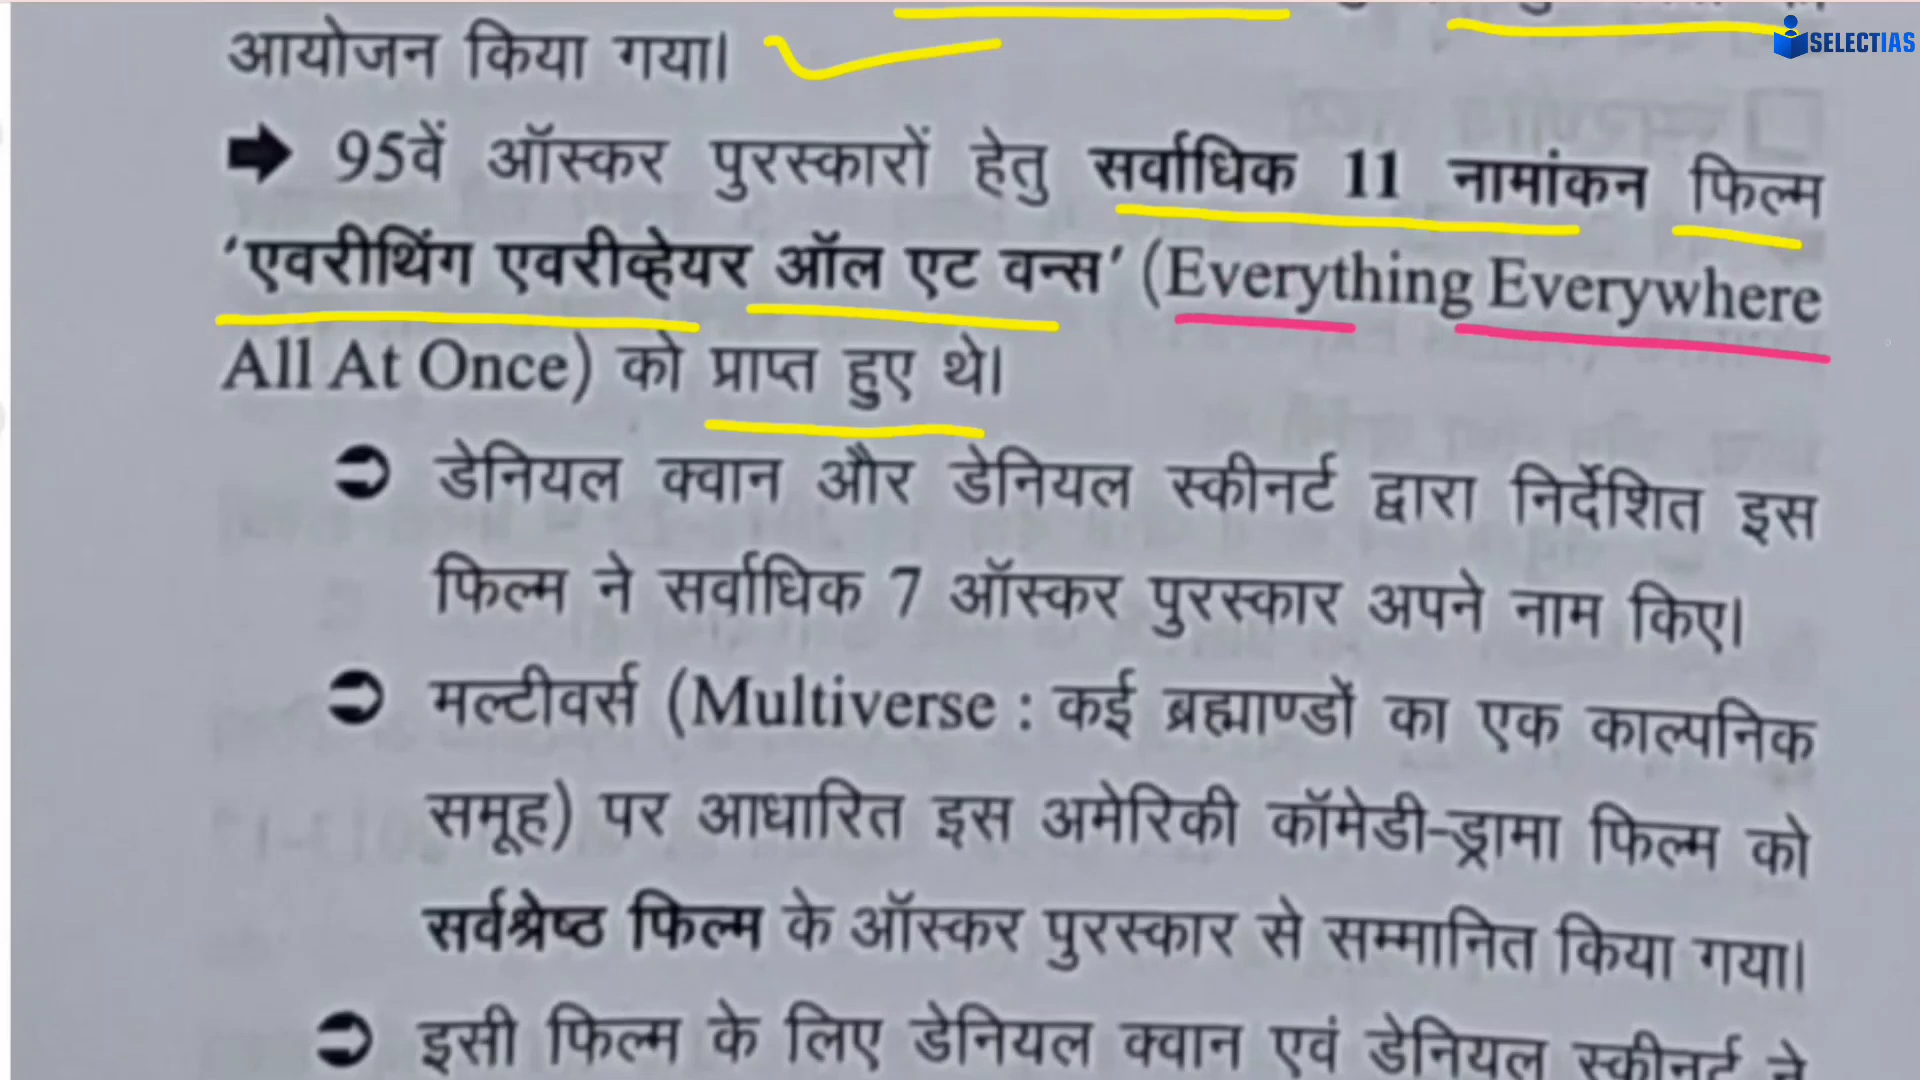 SELECTIAS
आयोजन किया गया।
➡ 95वें ऑस्कर पुरस्कारों हेतु सर्वाधिक 11 नामांकन फिल्म
‘एवरीथिंग एवरीव्हेयर ऑल एट वन्स’ (Everything Everywhere
All At Once) को प्राप्त हुए थे।
➲ डेनियल क्वान और डेनियल स्कीनर्ट द्वारा निर्देशित इस
फिल्म ने सर्वाधिक 7 ऑस्कर पुरस्कार अपने नाम किए।
➲ मल्टीवर्स (Multiverse : कई ब्रह्माण्डों का एक काल्पनिक
समूह) पर आधारित इस अमेरिकी कॉमेडी-ड्रामा फिल्म को
सर्वश्रेष्ठ फिल्म के ऑस्कर पुरस्कार से सम्मानित किया गया।
➲ इसी फिल्म के लिए डेनियल क्वान एवं डेनियल स्कीनर्ट ने